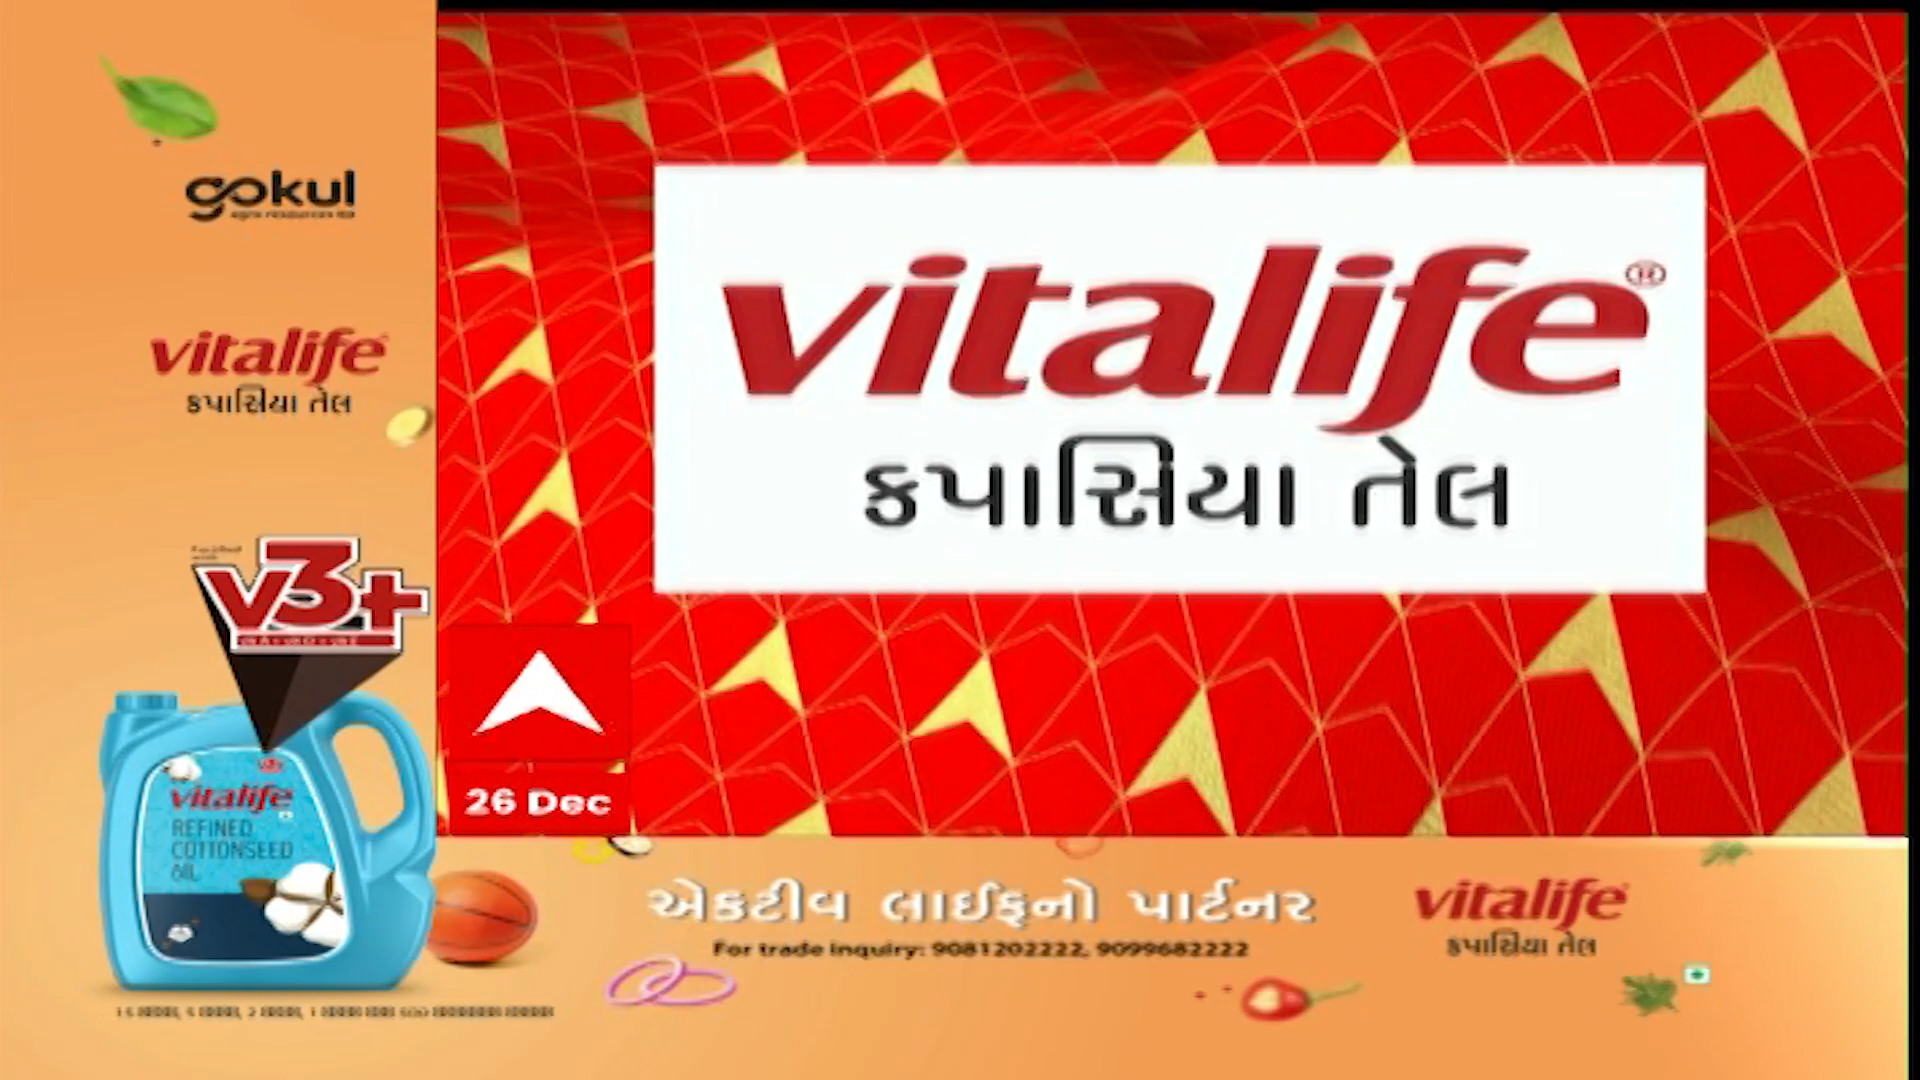 gokul
vitalife
કપાસિયા તેલ
v3+
vitalife
REFINED
COTTONSEED
OIL
vitalife®
કપાસિયા તેલ
26 Dec
એકટીવ લાઈફનો પાર્ટનર
For trade inquiry: 9081202222, 9099682222
vitalife
કપાસિયા તેલ